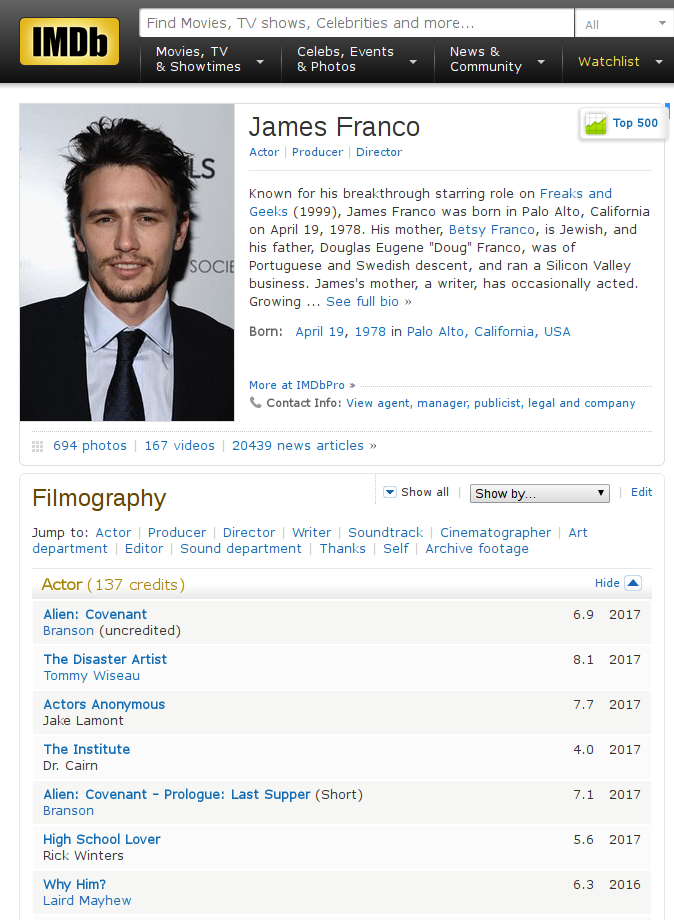 IMDb
Find Movies, TV shows, Celebrities and more...
All
Movies, TV
& Showtimes
Celebs, Events
& Photos
News &
Community
Watchlist
LS
SOCIE
James Franco
Top 500
Actor | Producer | Director
Known for his breakthrough starring role on Freaks and
Geeks (1999), James Franco was born in Palo Alto, California
on April 19, 1978. His mother, Betsy Franco, is Jewish, and
his father, Douglas Eugene "Doug" Franco, was of
Portuguese and Swedish descent, and ran a Silicon Valley
business. James's mother, a writer, has occasionally acted.
Growing ... See full bio »
Born: April 19, 1978 in Palo Alto, California, USA
More at IMDbPro »
Contact Info: View agent, manager, publicist, legal and company
694 photos | 167 videos | 20439 news articles »
Filmography
Show all | Show by... | Edit
Jump to: Actor | Producer | Director | Writer | Soundtrack | Cinematographer | Art
department | Editor | Sound department | Thanks | Self | Archive footage
Actor (137 credits) Hide
Alien: Covenant 6.9 2017
Branson (uncredited)
The Disaster Artist 8.1 2017
Tommy Wiseau
Actors Anonymous 7.7 2017
Jake Lamont
The Institute 4.0 2017
Dr. Cairn
Alien: Covenant - Prologue: Last Supper (Short) 7.1 2017
Branson
High School Lover 5.6 2017
Rick Winters
Why Him? 6.3 2016
Laird Mayhew